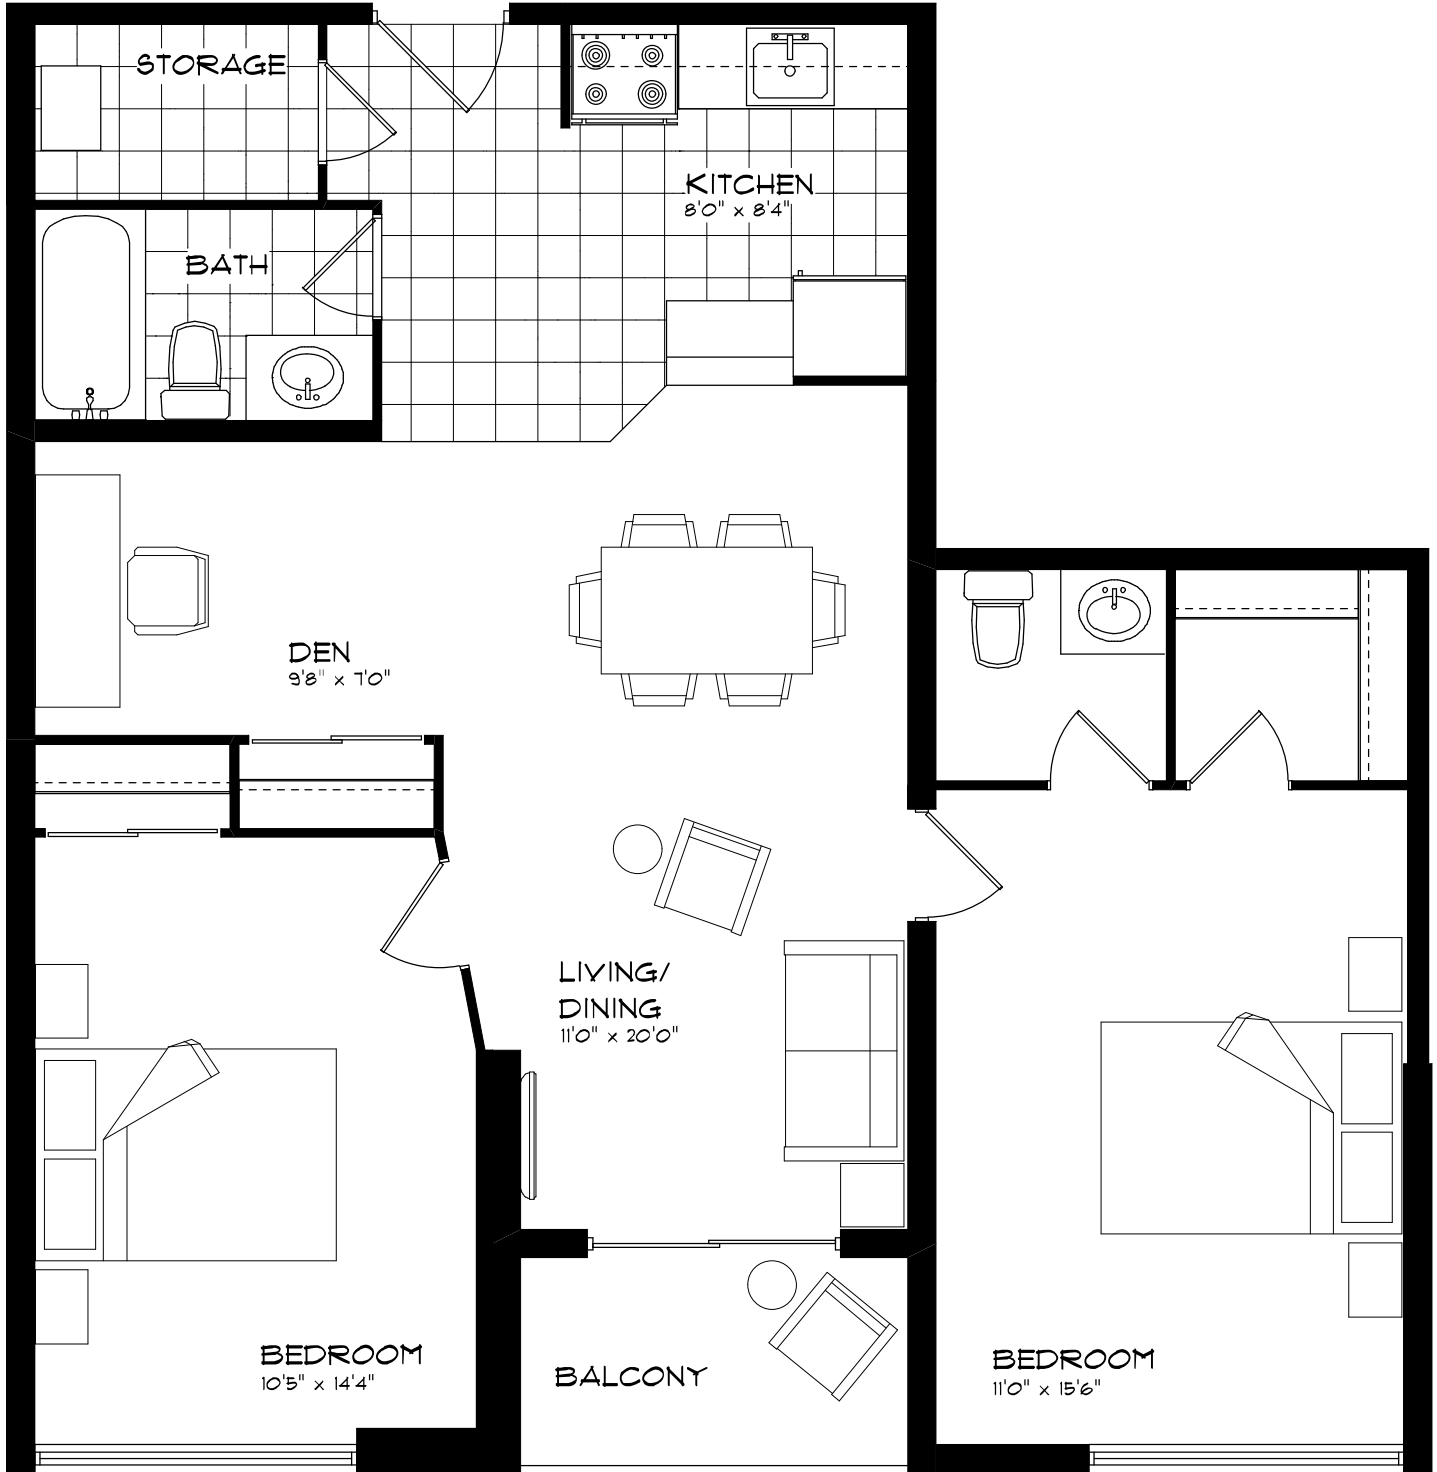 STORAGE
KITCHEN
8'0" x 8'4"
BATH
DEN
9'8" x 7'0"
LIVING/
DINING
11'0" x 20'0"
BEDROOM
10'5" x 14'4"
BALCONY
BEDROOM
11'0" x 15'6"